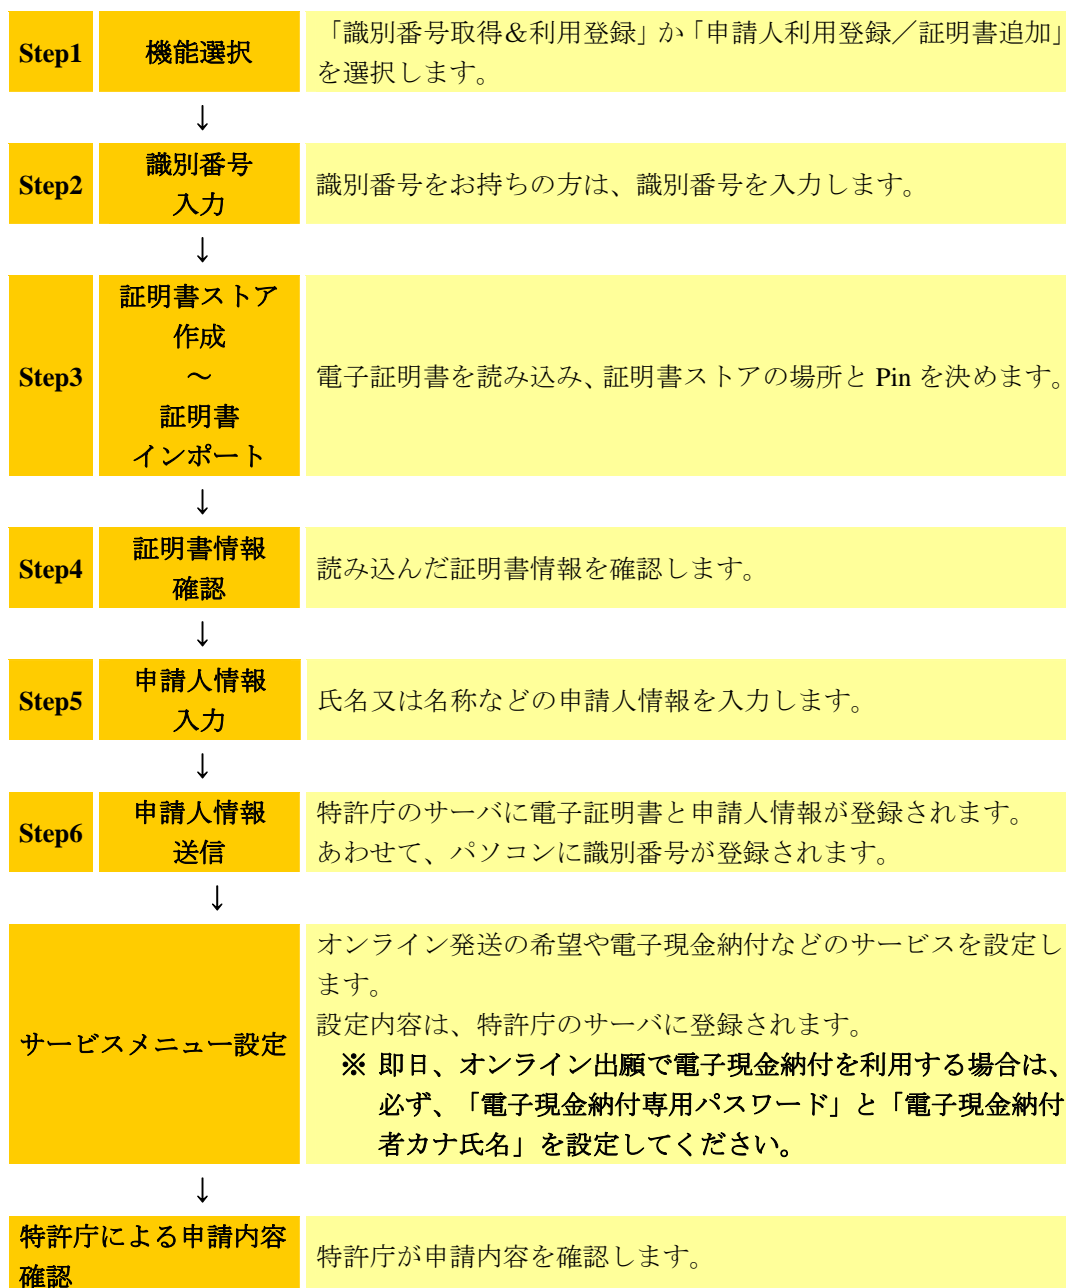 Step1
機能選択
「識別番号取得＆利用登録」か「申請人利用登録／証明書追加」
を選択します。
↓
Step2
識別番号
入力
識別番号をお持ちの方は、識別番号を入力します。
↓
Step3
証明書ストア
作成
～
証明書
インポート
電子証明書を読み込み、証明書ストアの場所と Pin を決めます。
↓
Step4
証明書情報
確認
読み込んだ証明書情報を確認します。
↓
Step5
申請人情報
入力
氏名又は名称などの申請人情報を入力します。
↓
Step6
申請人情報
送信
特許庁のサーバに電子証明書と申請人情報が登録されます。
あわせて、パソコンに識別番号が登録されます。
↓
サービスメニュー設定
オンライン発送の希望や電子現金納付などのサービスを設定し
ます。
設定内容は、特許庁のサーバに登録されます。
※ 即日、オンライン出願で電子現金納付を利用する場合は、
必ず、「電子現金納付専用パスワード」と「電子現金納付
者カナ氏名」を設定してください。
↓
特許庁による申請内容
確認
特許庁が申請内容を確認します。